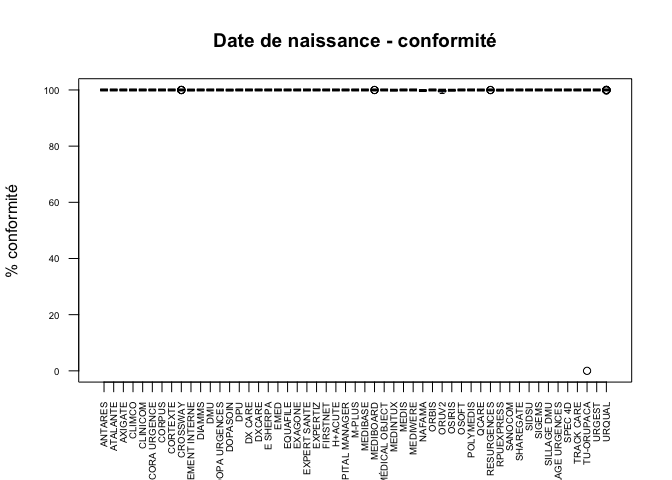 Date de naissance - conformité
% conformité
100
80
60
40
20
0
ANTARES
ATALANTE
AXIGATE
CLIMCO
CLINICOM
CORA URGENCE
CORPUS
CORTEXTE
CROSSWAY
EMENT INTERNE
DIAMMS
DMU
OPA URGENCES
DOPASOIN
DPU
DX CARE
DXCARE
E SHERPA
EMED
EQUAFILE
EXAGONE
EXPERT SANTE
EXPERTIZ
FIRSTNET
H+ACUTE
PITAL MANAGER
M-PLUS
MEDIBASE
MEDIBOARD
MÉDICAL OBJECT
MEDINTUX
MEDIS
MEDIWERE
NAFAMA
ORBIS
ORUV2
OSIRIS
OSOFT
POLYMEDIS
QCARE
RESURGENCES
RPUEXPRESS
SANOCOM
SHAREGATE
SIDSU
SIGEMS
SILLAGE DMU
AGE URGENCES
SPEC 4D
TRACK CARE
TU-ORUPACA
URGEST
URQUAL